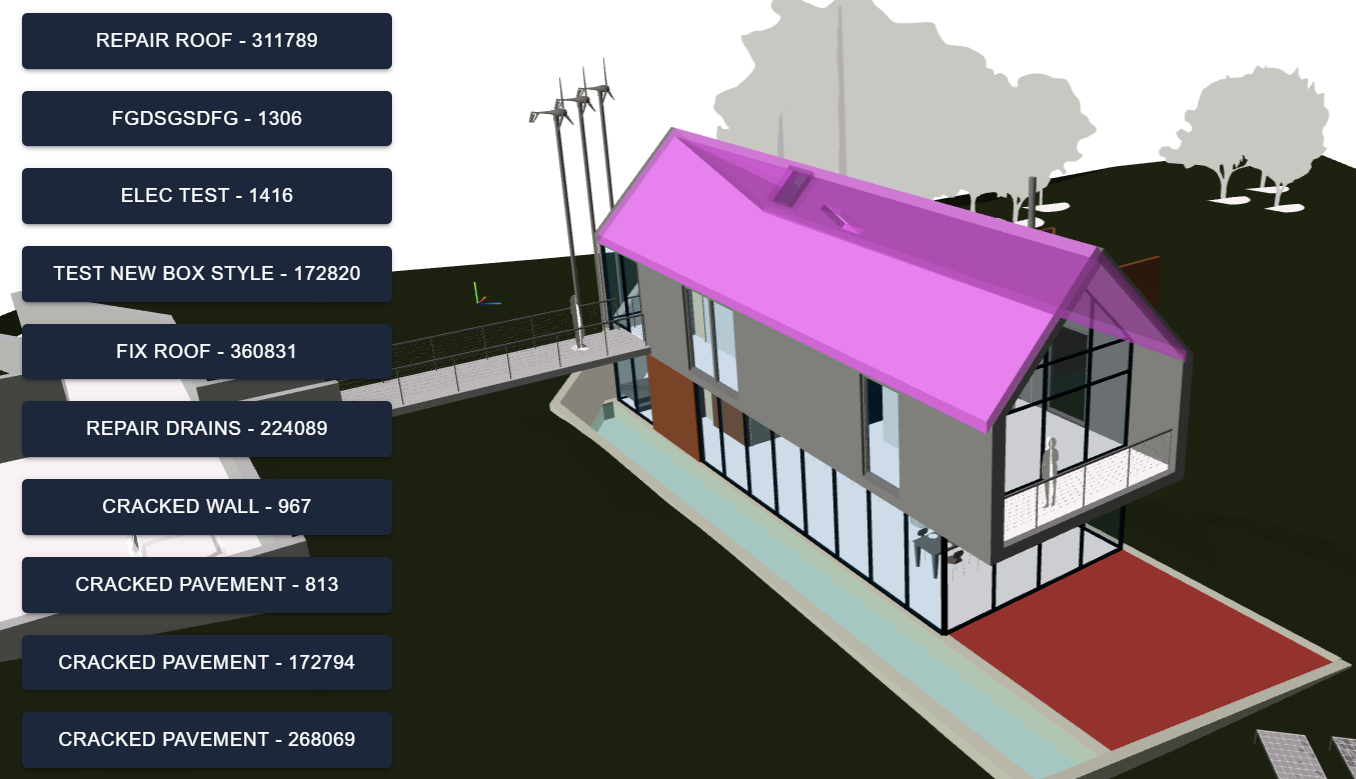 REPAIR ROOF - 311789
FGDSGSDFG - 1306
ELEC TEST - 1416
TEST NEW BOX STYLE - 172820
FIX ROOF - 360831
REPAIR DRAINS - 224089
CRACKED WALL - 967
CRACKED PAVEMENT - 813
CRACKED PAVEMENT - 172794
CRACKED PAVEMENT - 268069